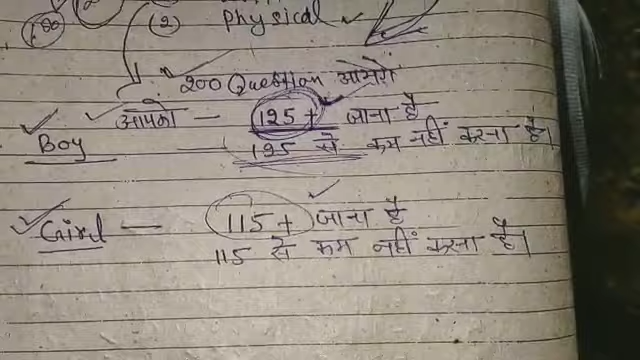 (2) Physical
200 Question आयेंगे
आपको — 125+ जाना है
Boy — 125 से कम नहीं करना है।
Girl — 115+ जाना है
115 से कम नहीं करना है।